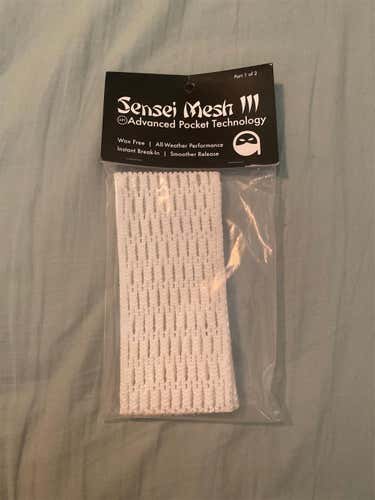 Part 1 of 2
Sensei Mesh III
APT Advanced Pocket Technology
Wax Free | All-Weather Performance
Instant Break-In | Smoother Release